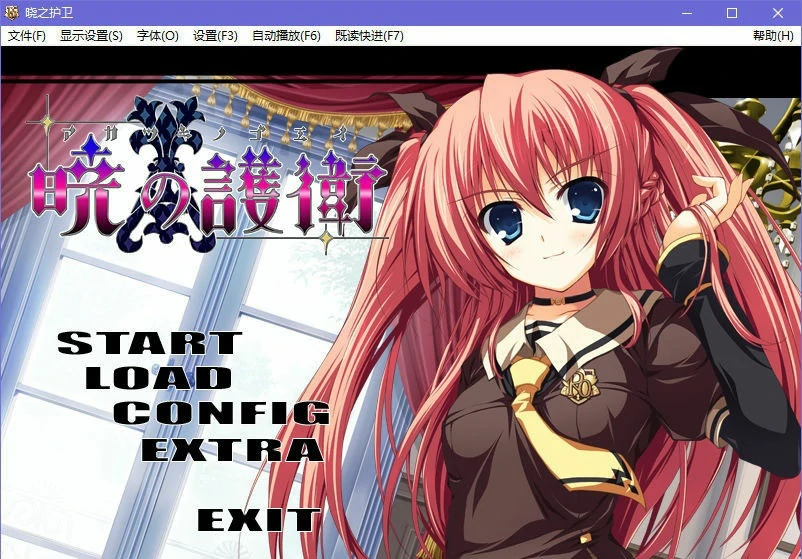 晓之护卫
文件(F) 显示设置(S) 字体(O) 设置(F3) 自动播放(F6) 既读快进(F7) 帮助(H)
アカツキノゴエイ
暁の護衛
START
LOAD
CONFIG
EXTRA
EXIT